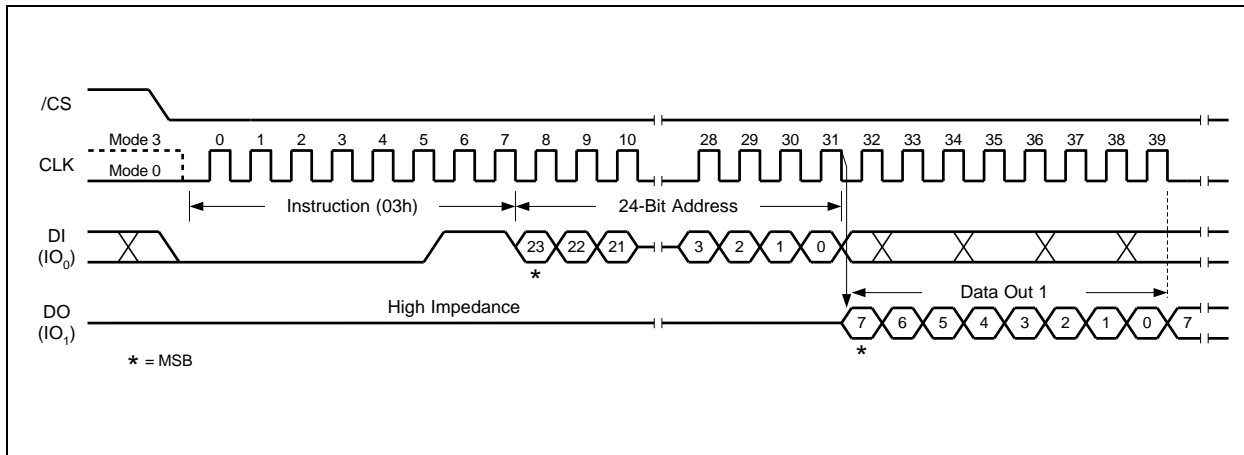 /CS
Mode 3 0 1 2 3 4 5 6 7 8 9 10 28 29 30 31 32 33 34 35 36 37 38 39
CLK
Mode 0
Instruction (03h) 24-Bit Address
DI
(IO₀)
23 22 21 3 2 1 0
*
Data Out 1
High Impedance
DO
(IO₁)
7 6 5 4 3 2 1 0 7
*
* = MSB